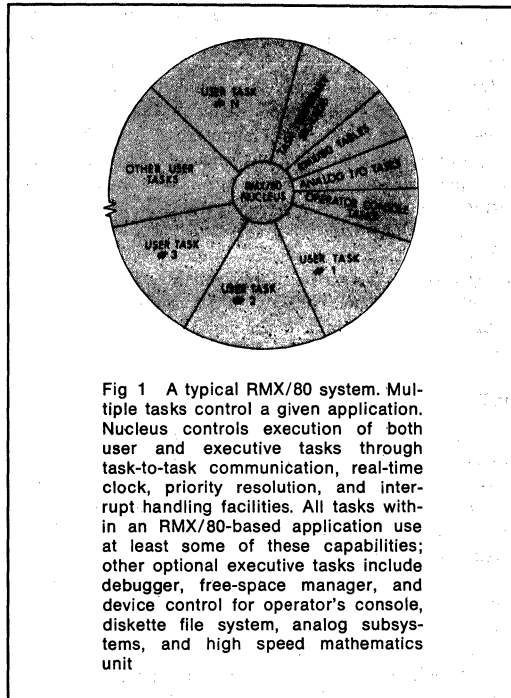 USER TASK
# N
TABLES
ANALOG I/O TASKS
OPERATOR CONSOLE
OTHER USER
TASKS
RMX/80
NUCLEUS
USER TASK
# 3
USER TASK
# 2
USER TASK
# 1
Fig 1 A typical RMX/80 system. Mul-
tiple tasks control a given application.
Nucleus controls execution of both
user and executive tasks through
task-to-task communication, real-time
clock, priority resolution, and inter-
rupt handling facilities. All tasks with-
in an RMX/80-based application use
at least some of these capabilities;
other optional executive tasks include
debugger, free-space manager, and
device control for operator's console,
diskette file system, analog subsys-
tems, and high speed mathematics
unit